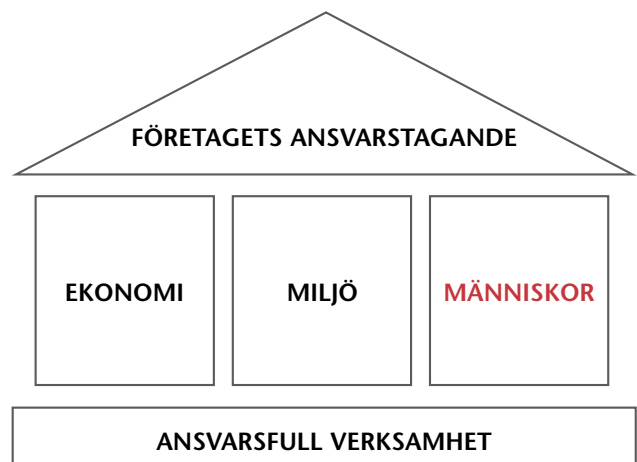 FÖRETAGETS ANSVARSTAGANDE
EKONOMI
MILJÖ
MÄNNISKOR
ANSVARSFULL VERKSAMHET